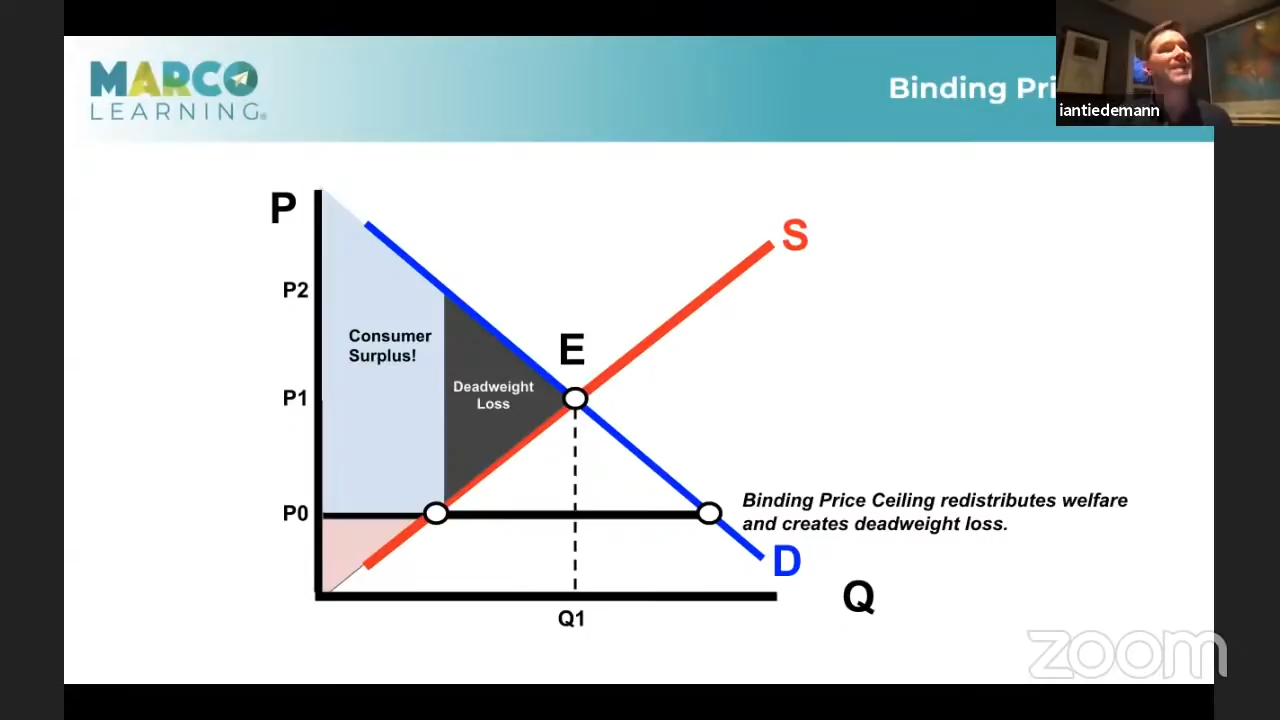 MARCO
LEARNING®
Binding Pri
iantiedemann
P
S
P2
Consumer
Surplus!
E
Deadweight
Loss
P1
P0
Binding Price Ceiling redistributes welfare
and creates deadweight loss.
D
Q
Q1
zoom